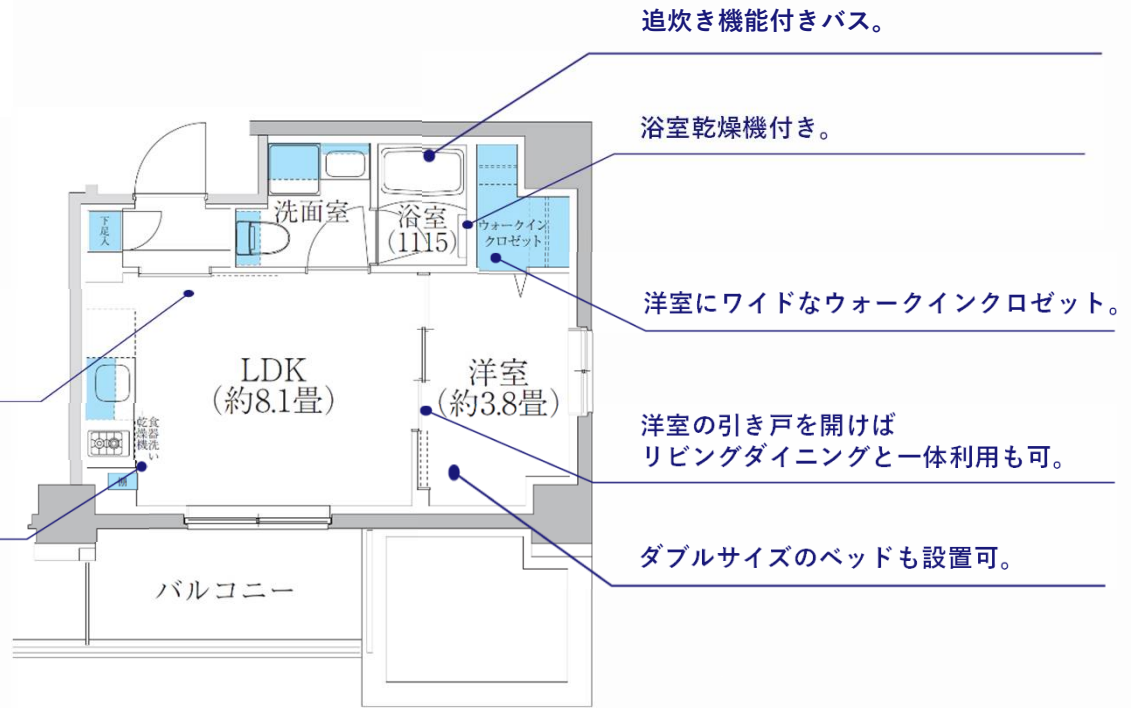 追炊き機能付きバス。
浴室乾燥機付き。
洋室にワイドなウォークインクロゼット。
洋室の引き戸を開けば
リビングダイニングと一体利用も可。
ダブルサイズのベッドも設置可。
下足入
洗面室
浴室
(1115)
ウォークイン
クロゼット
LDK
(約8.1畳)
洋室
(約3.8畳)
食器洗い
乾燥機
棚
バルコニー